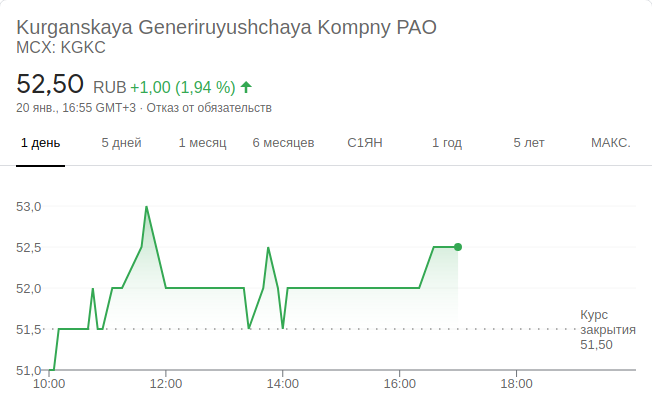 Kurganskaya Generiruyushchaya Kompny PAO
MCX: KGKC
52,50 RUB +1,00 (1,94 %)
20 янв., 16:55 GMT+3 · Отказ от обязательств
1 день 5 дней 1 месяц 6 месяцев С1ЯН 1 год 5 лет МАКС.
53,0
52,5
52,0
51,5
51,0
Курс
закрытия
51,50
10:00 12:00 14:00 16:00 18:00